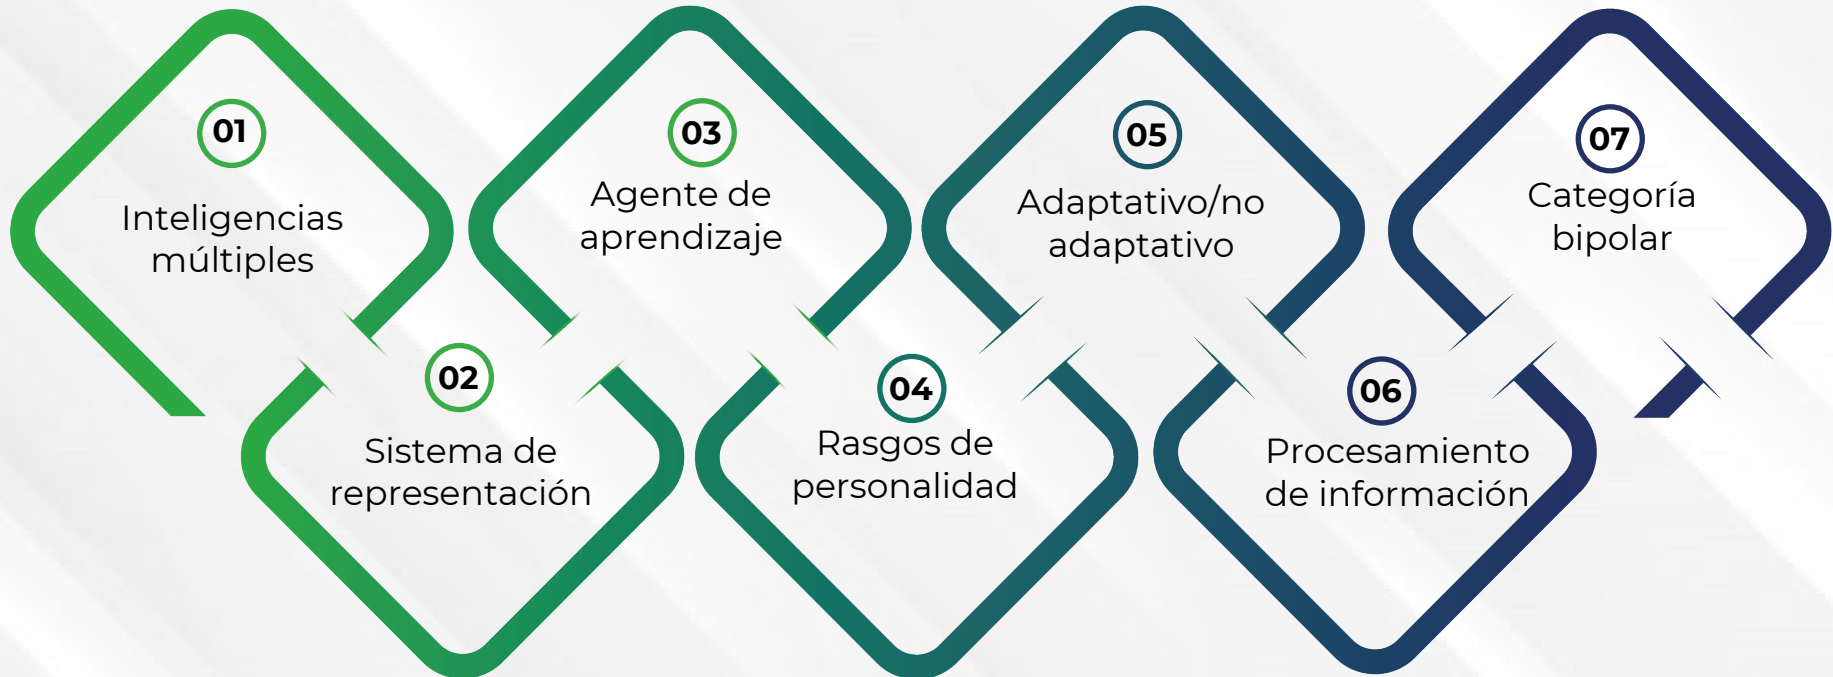 01
Inteligencias
múltiples
02
Sistema de
representación
03
Agente de
aprendizaje
04
Rasgos de
personalidad
05
Adaptativo/no
adaptativo
06
Procesamiento
de información
07
Categoría
bipolar